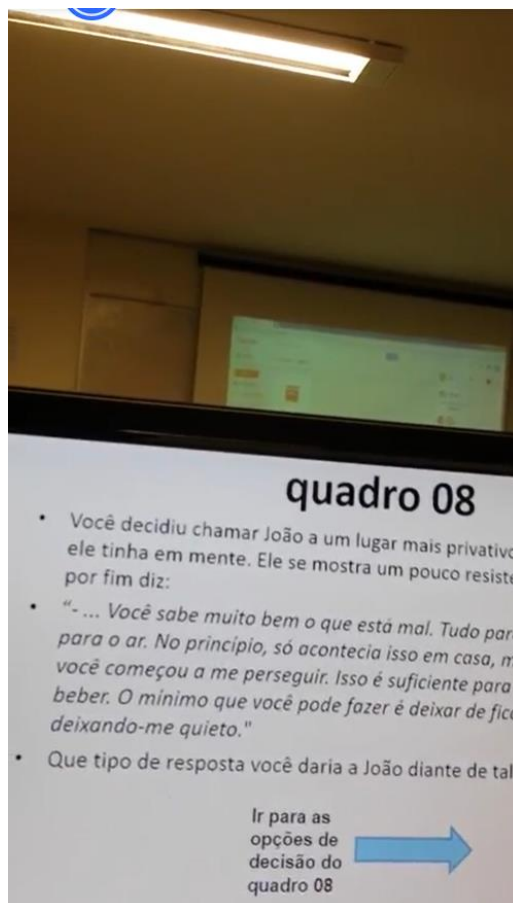 quadro 08
• Você decidiu chamar João a um lugar mais privativo
ele tinha em mente. Ele se mostra um pouco
por fim diz:
• "- ... Você sabe muito bem o que está mal. Tudo
para o ar. No princípio, só acontecia isso em casa,
você começou a me perseguir. Isso é suficiente para
beber. O mínimo que você pode fazer é deixar de
deixando-me quieto."
• Que tipo de resposta você daria a João diante de
Ir para as
opções de
decisão do
quadro 08